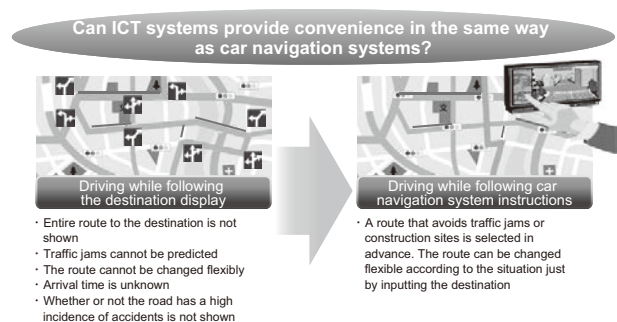 Can ICT systems provide convenience in the same way
as car navigation systems?
Driving while following
the destination display
・Entire route to the destination is not
shown
・Traffic jams cannot be predicted
・The route cannot be changed flexibly
・Arrival time is unknown
・Whether or not the road has a high
incidence of accidents is not shown
Driving while following car
navigation system instructions
・A route that avoids traffic jams or
construction sites is selected in
advance. The route can be changed
flexible according to the situation just
by inputting the destination